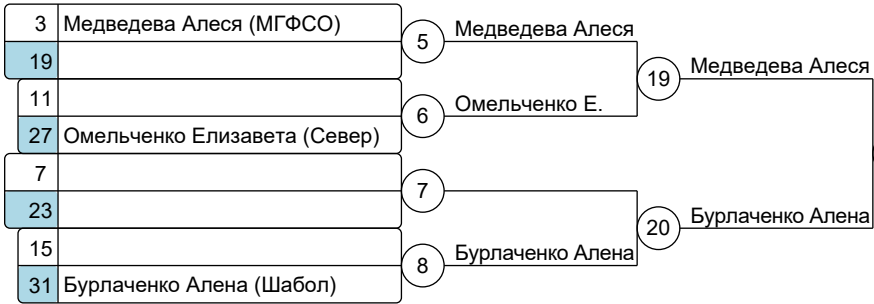 3 Медведева Алеся (МГФСО)
19
5 Медведева Алеся
11
27 Омельченко Елизавета (Север)
6 Омельченко Е.
19 Медведева Алеся
7
23
7
15
31 Бурлаченко Алена (Шабол)
8 Бурлаченко Алена
20 Бурлаченко Алена